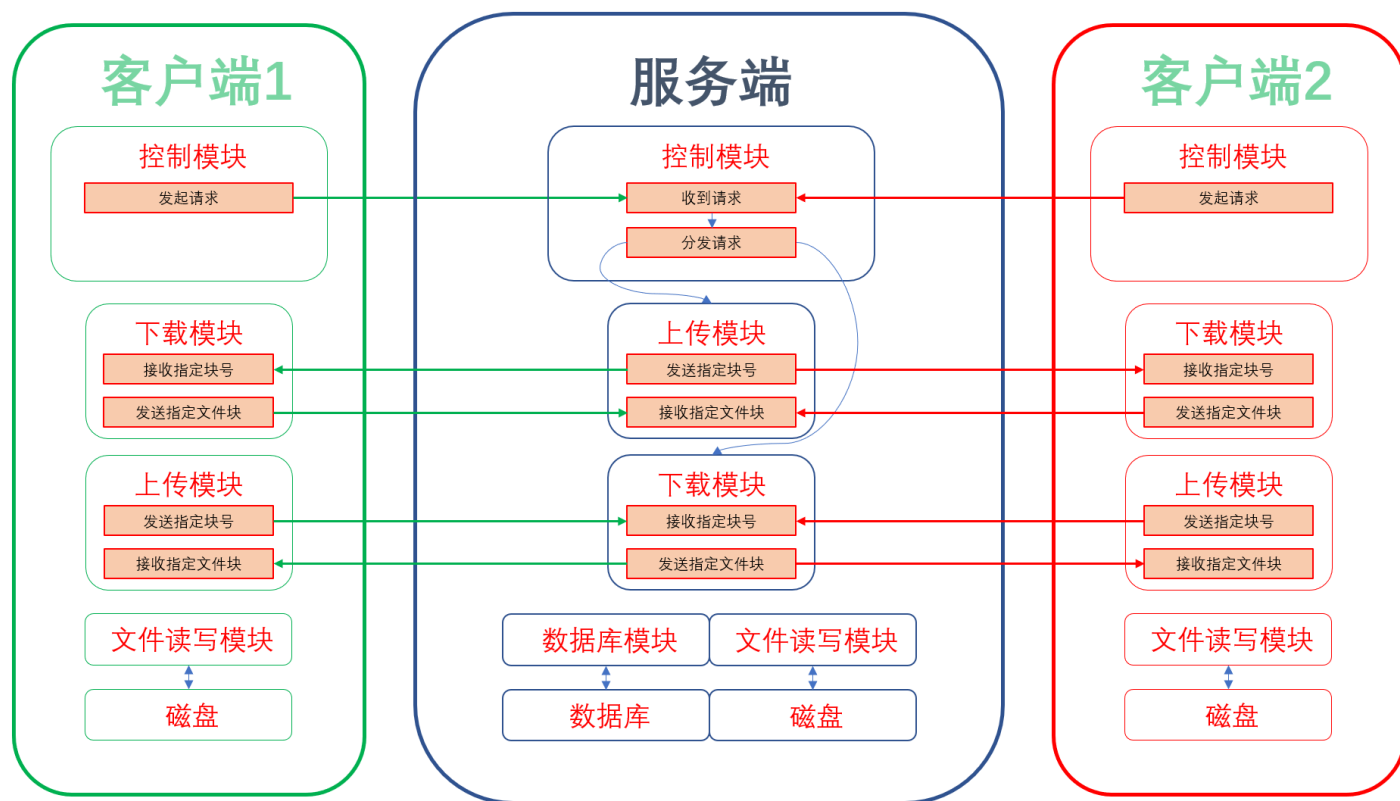 客户端1
控制模块
发起请求
下载模块
接收指定块号
发送指定文件块
上传模块
发送指定块号
接收指定文件块
文件读写模块
磁盘
服务端
控制模块
收到请求
分发请求
上传模块
发送指定块号
接收指定文件块
下载模块
接收指定块号
发送指定文件块
数据库模块
文件读写模块
数据库
磁盘
客户端2
控制模块
发起请求
下载模块
接收指定块号
发送指定文件块
上传模块
发送指定块号
接收指定文件块
文件读写模块
磁盘